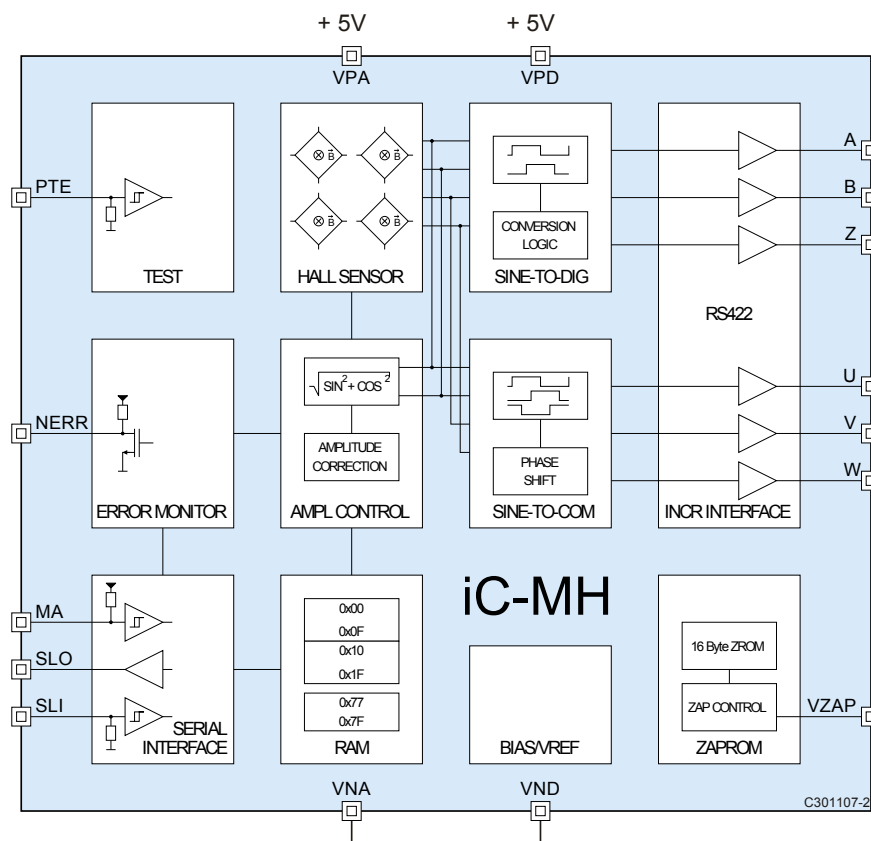 + 5V
+ 5V
VPA
VPD
PTE
TEST
B
B
B
B
HALL SENSOR
CONVERSION
LOGIC
SINE-TO-DIG
A
B
Z
RS422
NERR
ERROR MONITOR
√SIN² + COS²
AMPLITUDE
CORRECTION
AMPL CONTROL
PHASE
SHIFT
SINE-TO-COM
U
V
W
INCR INTERFACE
MA
SLO
SLI
SERIAL
INTERFACE
0x00
0x0F
0x10
0x1F
0x77
0x7F
RAM
iC-MH
BIAS/VREF
16 Byte ZROM
ZAP CONTROL
ZAPROM
VZAP
VNA
VND
C301107-2